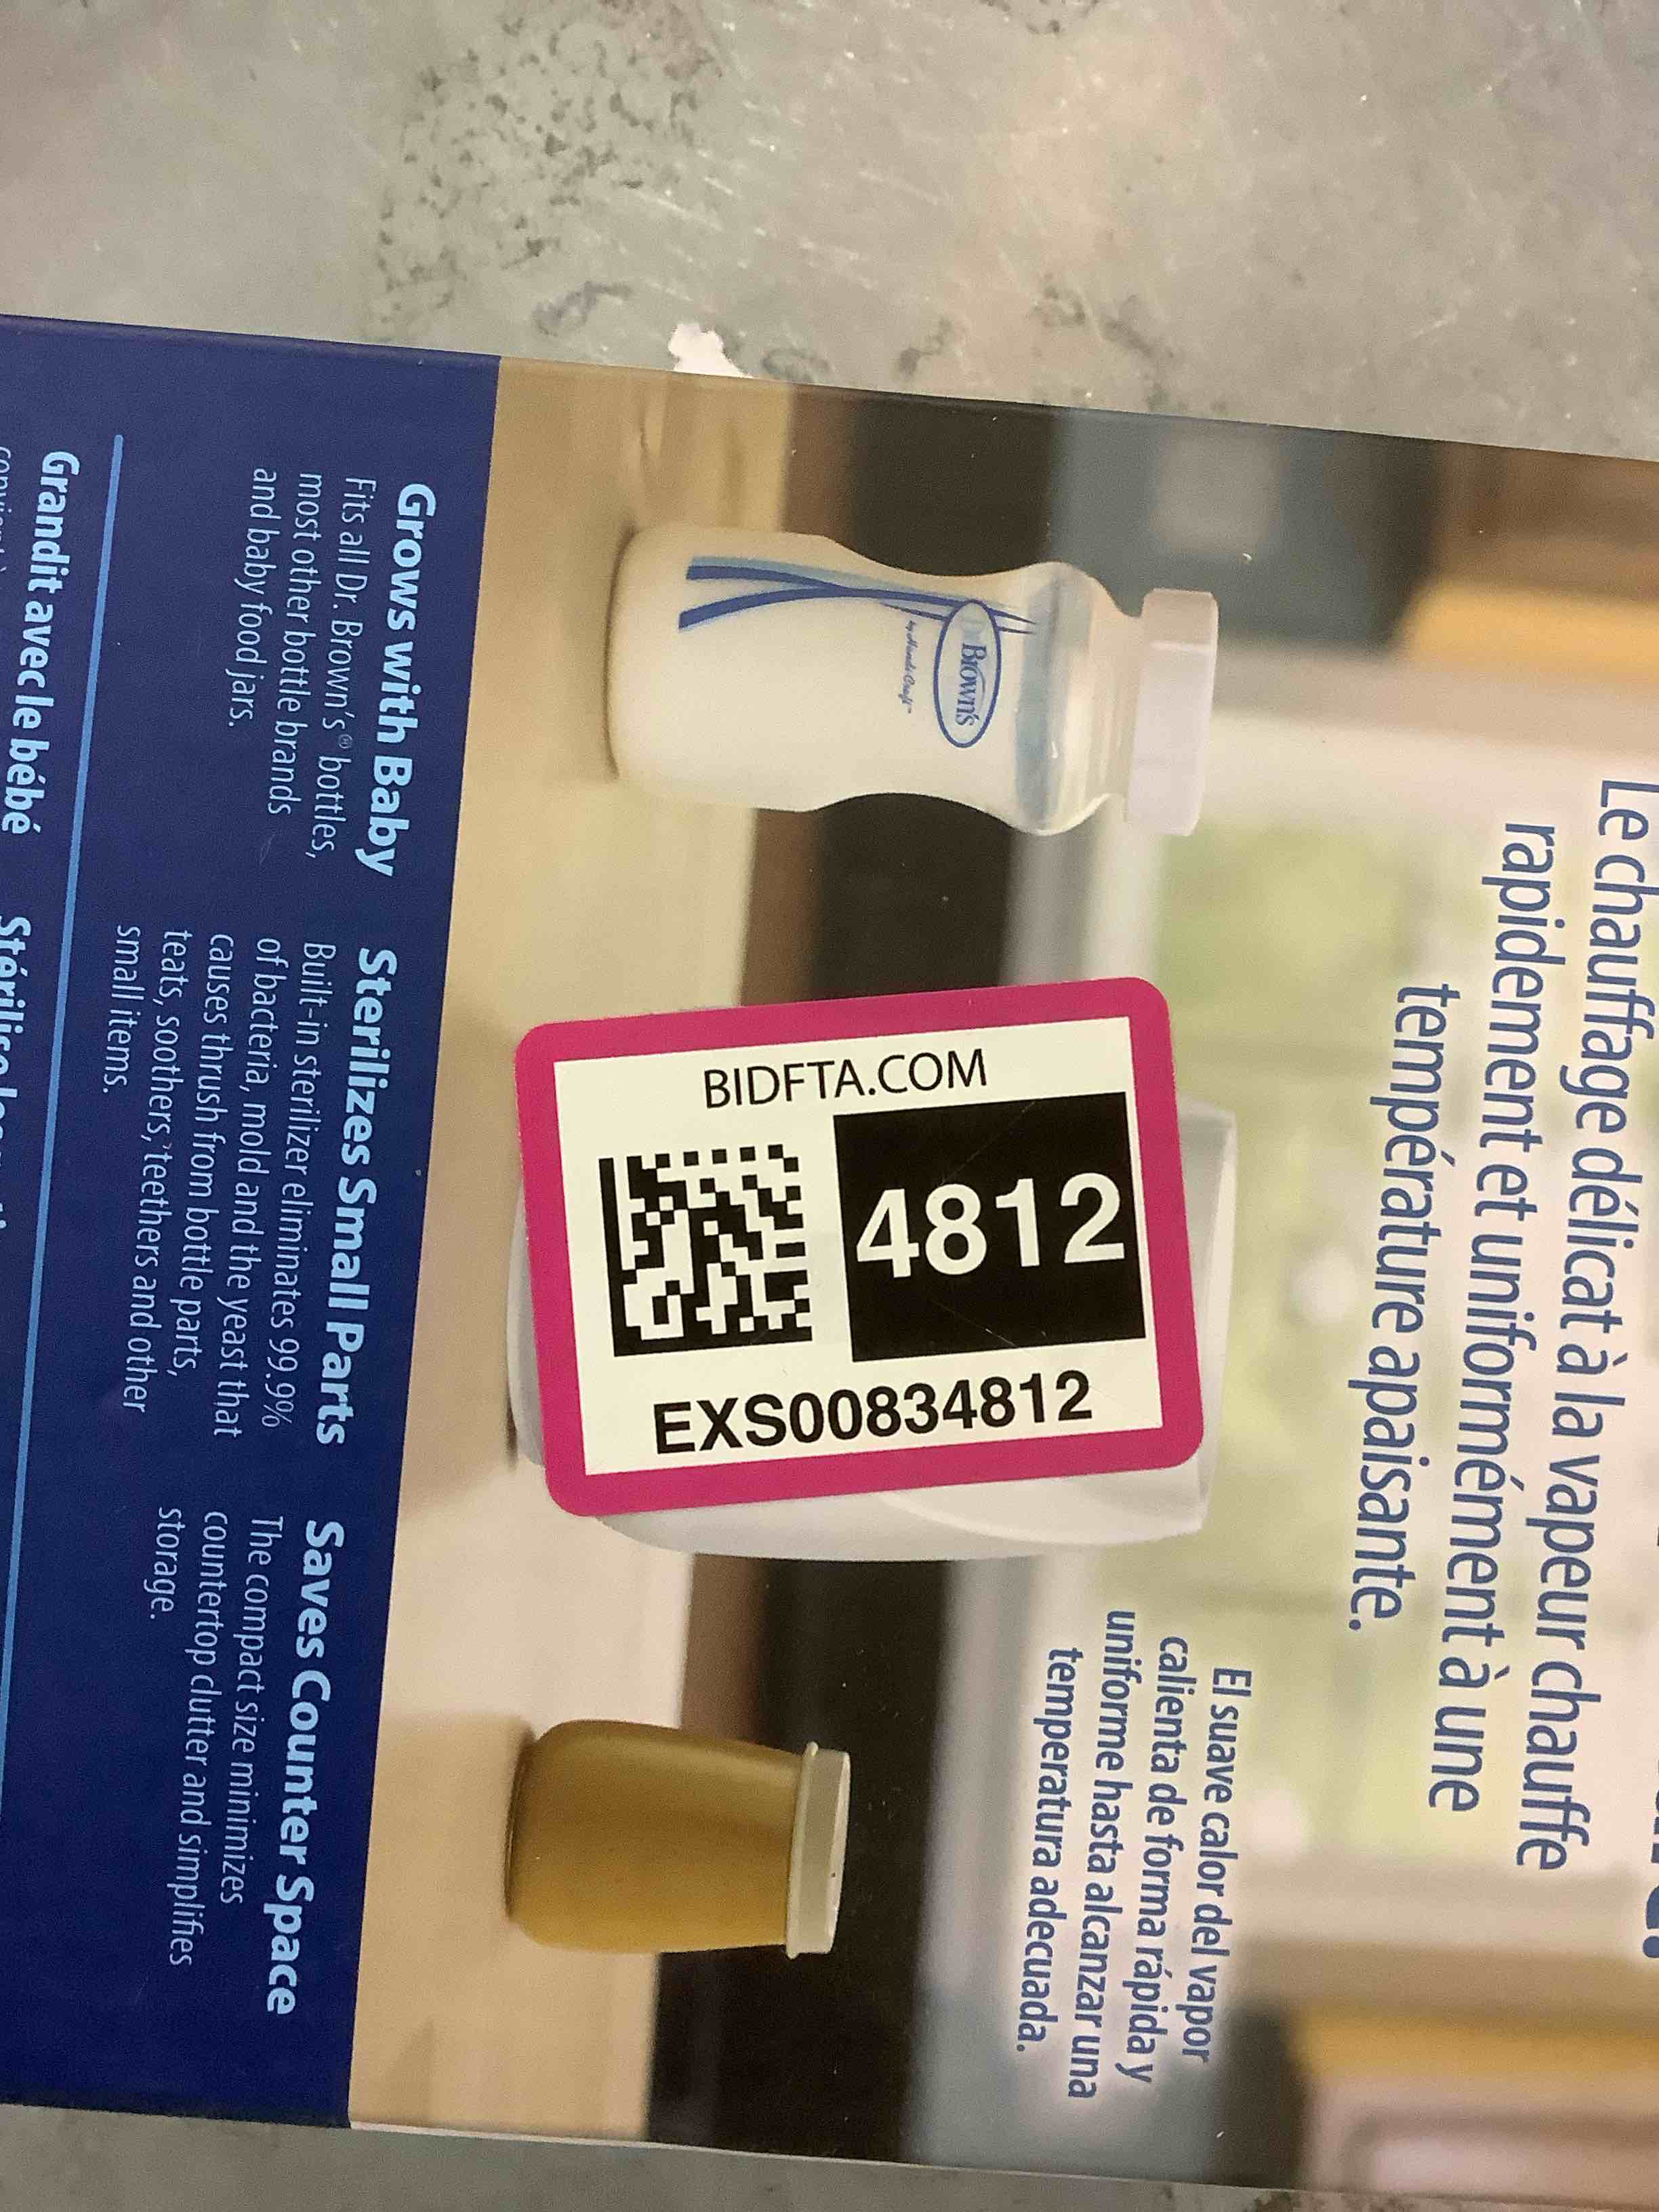 Le chauffage délicat à la vapeur chauffe
rapidement et uniformément à une
température apaisante.
El suave calor del vapor
calienta de forma rápida y
uniforme hasta alcanzar una
temperatura adecuada.
Brown's
by Handi-Craft™
BIDFTA.COM
4812
EXS00834812
Grows with Baby
Fits all Dr. Brown's® bottles,
most other bottle brands
and baby food jars.
Sterilizes Small Parts
Built-in sterilizer eliminates 99.9%
of bacteria, mold and the yeast that
causes thrush from bottle parts,
teats, soothers, teethers and other
small items.
Saves Counter Space
The compact size minimizes
countertop clutter and simplifies
storage.
Grandit avec le bébé